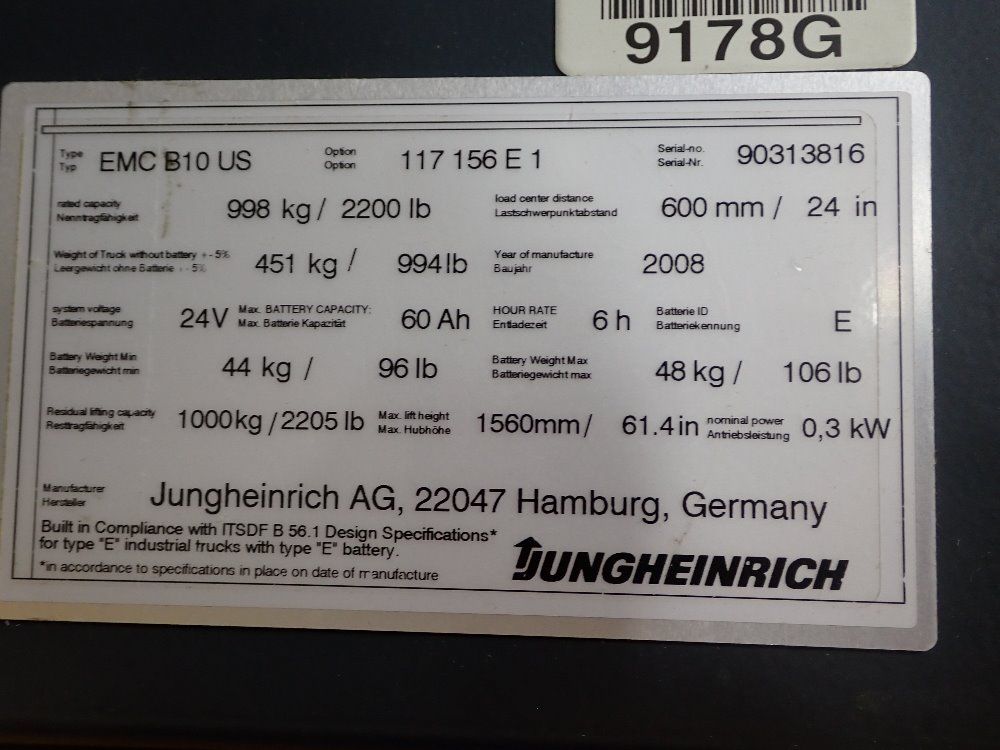 9178G
Type EMC B10 US Option 117 156 E 1 Serial-no. 90313816
Typ Option Serial-Nr.
rated capacity 998 kg / 2200 lb load center distance 600 mm / 24 in
Nenntragfähigkeit Lastschwerpunktabstand
Weight of Truck without battery + - 5% 451 kg / 994 lb Year of manufacture 2008
Leergewicht ohne Batterie + - 5% Baujahr
system voltage 24V Max. BATTERY CAPACITY: 60 Ah HOUR RATE 6 h Batterie ID E
Batteriespannung Max. Batterie Kapazität Entladezeit Batteriekennung
Battery Weight Min 44 kg / 96 lb Battery Weight Max 48 kg / 106 lb
Batteriegewicht min Batteriegewicht max
Residual lifting capacity 1000kg / 2205 lb Max. lift height 1560mm / 61.4 in nominal power 0,3 kW
Resttragfähigkeit Max. Hubhöhe Antriebsleistung
Manufacturer Jungheinrich AG, 22047 Hamburg, Germany
Hersteller
Built in Compliance with ITSDF B 56.1 Design Specifications*
for type "E" industrial trucks with type "E" battery.
*in accordance to specifications in place on date of manufacture
JUNGHEINRICH